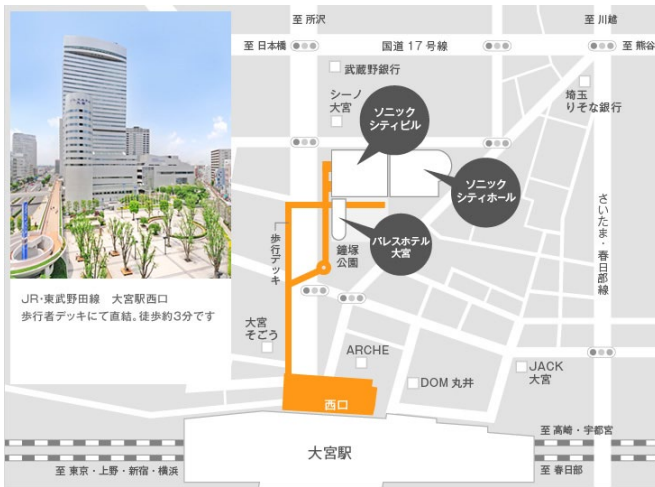 至 所沢
至 川越
至 日本橋
国道 17 号線
至 熊谷
武蔵野銀行
シーノ
大宮
埼玉
りそな銀行
ソニック
シティビル
ソニック
シティホール
さいたま・春日部線
歩行デッキ
鐘塚
公園
パレスホテル
大宮
JR・東武野田線　大宮駅西口
歩行者デッキにて直結。徒歩約3分です
大宮
そごう
ARCHE
JACK
大宮
DOM 丸井
西口
大宮駅
至 高崎・宇都宮
至 東京・上野・新宿・横浜
至 春日部